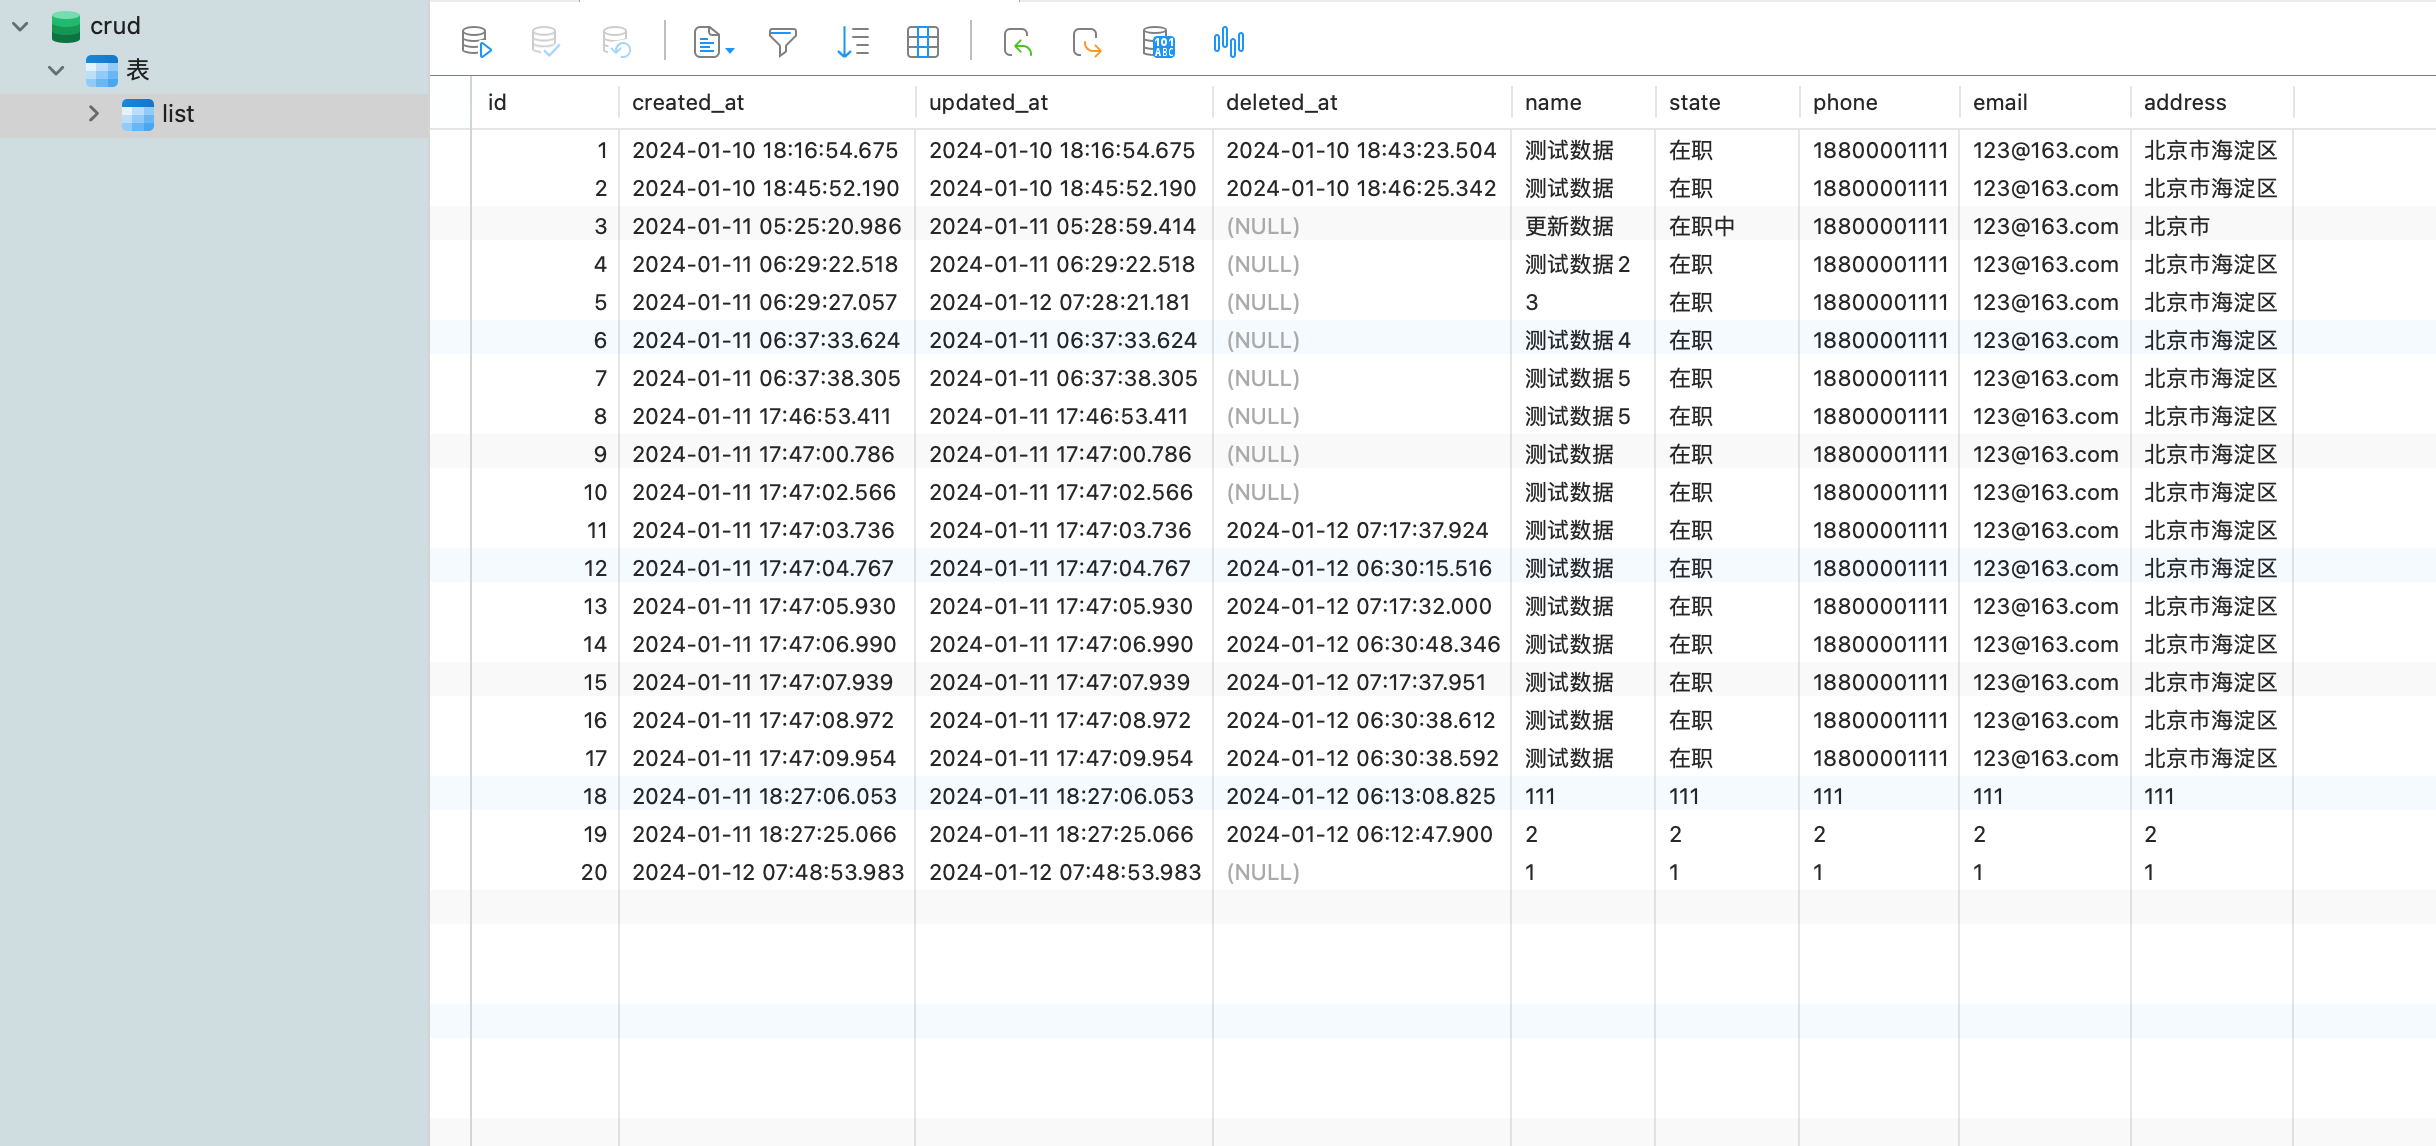 crud
表
list
id created_at updated_at deleted_at name state phone email address
1 2024-01-10 18:16:54.675 2024-01-10 18:16:54.675 2024-01-10 18:43:23.504 测试数据 在职 18800001111 123@163.com 北京市海淀区
2 2024-01-10 18:45:52.190 2024-01-10 18:45:52.190 2024-01-10 18:46:25.342 测试数据 在职 18800001111 123@163.com 北京市海淀区
3 2024-01-11 05:25:20.986 2024-01-11 05:28:59.414 (NULL) 更新数据 在职中 18800001111 123@163.com 北京市
4 2024-01-11 06:29:22.518 2024-01-11 06:29:22.518 (NULL) 测试数据2 在职 18800001111 123@163.com 北京市海淀区
5 2024-01-11 06:29:27.057 2024-01-12 07:28:21.181 (NULL) 3 在职 18800001111 123@163.com 北京市海淀区
6 2024-01-11 06:37:33.624 2024-01-11 06:37:33.624 (NULL) 测试数据4 在职 18800001111 123@163.com 北京市海淀区
7 2024-01-11 06:37:38.305 2024-01-11 06:37:38.305 (NULL) 测试数据5 在职 18800001111 123@163.com 北京市海淀区
8 2024-01-11 17:46:53.411 2024-01-11 17:46:53.411 (NULL) 测试数据5 在职 18800001111 123@163.com 北京市海淀区
9 2024-01-11 17:47:00.786 2024-01-11 17:47:00.786 (NULL) 测试数据 在职 18800001111 123@163.com 北京市海淀区
10 2024-01-11 17:47:02.566 2024-01-11 17:47:02.566 (NULL) 测试数据 在职 18800001111 123@163.com 北京市海淀区
11 2024-01-11 17:47:03.736 2024-01-11 17:47:03.736 2024-01-12 07:17:37.924 测试数据 在职 18800001111 123@163.com 北京市海淀区
12 2024-01-11 17:47:04.767 2024-01-11 17:47:04.767 2024-01-12 06:30:15.516 测试数据 在职 18800001111 123@163.com 北京市海淀区
13 2024-01-11 17:47:05.930 2024-01-11 17:47:05.930 2024-01-12 07:17:32.000 测试数据 在职 18800001111 123@163.com 北京市海淀区
14 2024-01-11 17:47:06.990 2024-01-11 17:47:06.990 2024-01-12 06:30:48.346 测试数据 在职 18800001111 123@163.com 北京市海淀区
15 2024-01-11 17:47:07.939 2024-01-11 17:47:07.939 2024-01-12 07:17:37.951 测试数据 在职 18800001111 123@163.com 北京市海淀区
16 2024-01-11 17:47:08.972 2024-01-11 17:47:08.972 2024-01-12 06:30:38.612 测试数据 在职 18800001111 123@163.com 北京市海淀区
17 2024-01-11 17:47:09.954 2024-01-11 17:47:09.954 2024-01-12 06:30:38.592 测试数据 在职 18800001111 123@163.com 北京市海淀区
18 2024-01-11 18:27:06.053 2024-01-11 18:27:06.053 2024-01-12 06:13:08.825 111 111 111 111 111
19 2024-01-11 18:27:25.066 2024-01-11 18:27:25.066 2024-01-12 06:12:47.900 2 2 2 2 2
20 2024-01-12 07:48:53.983 2024-01-12 07:48:53.983 (NULL) 1 1 1 1 1